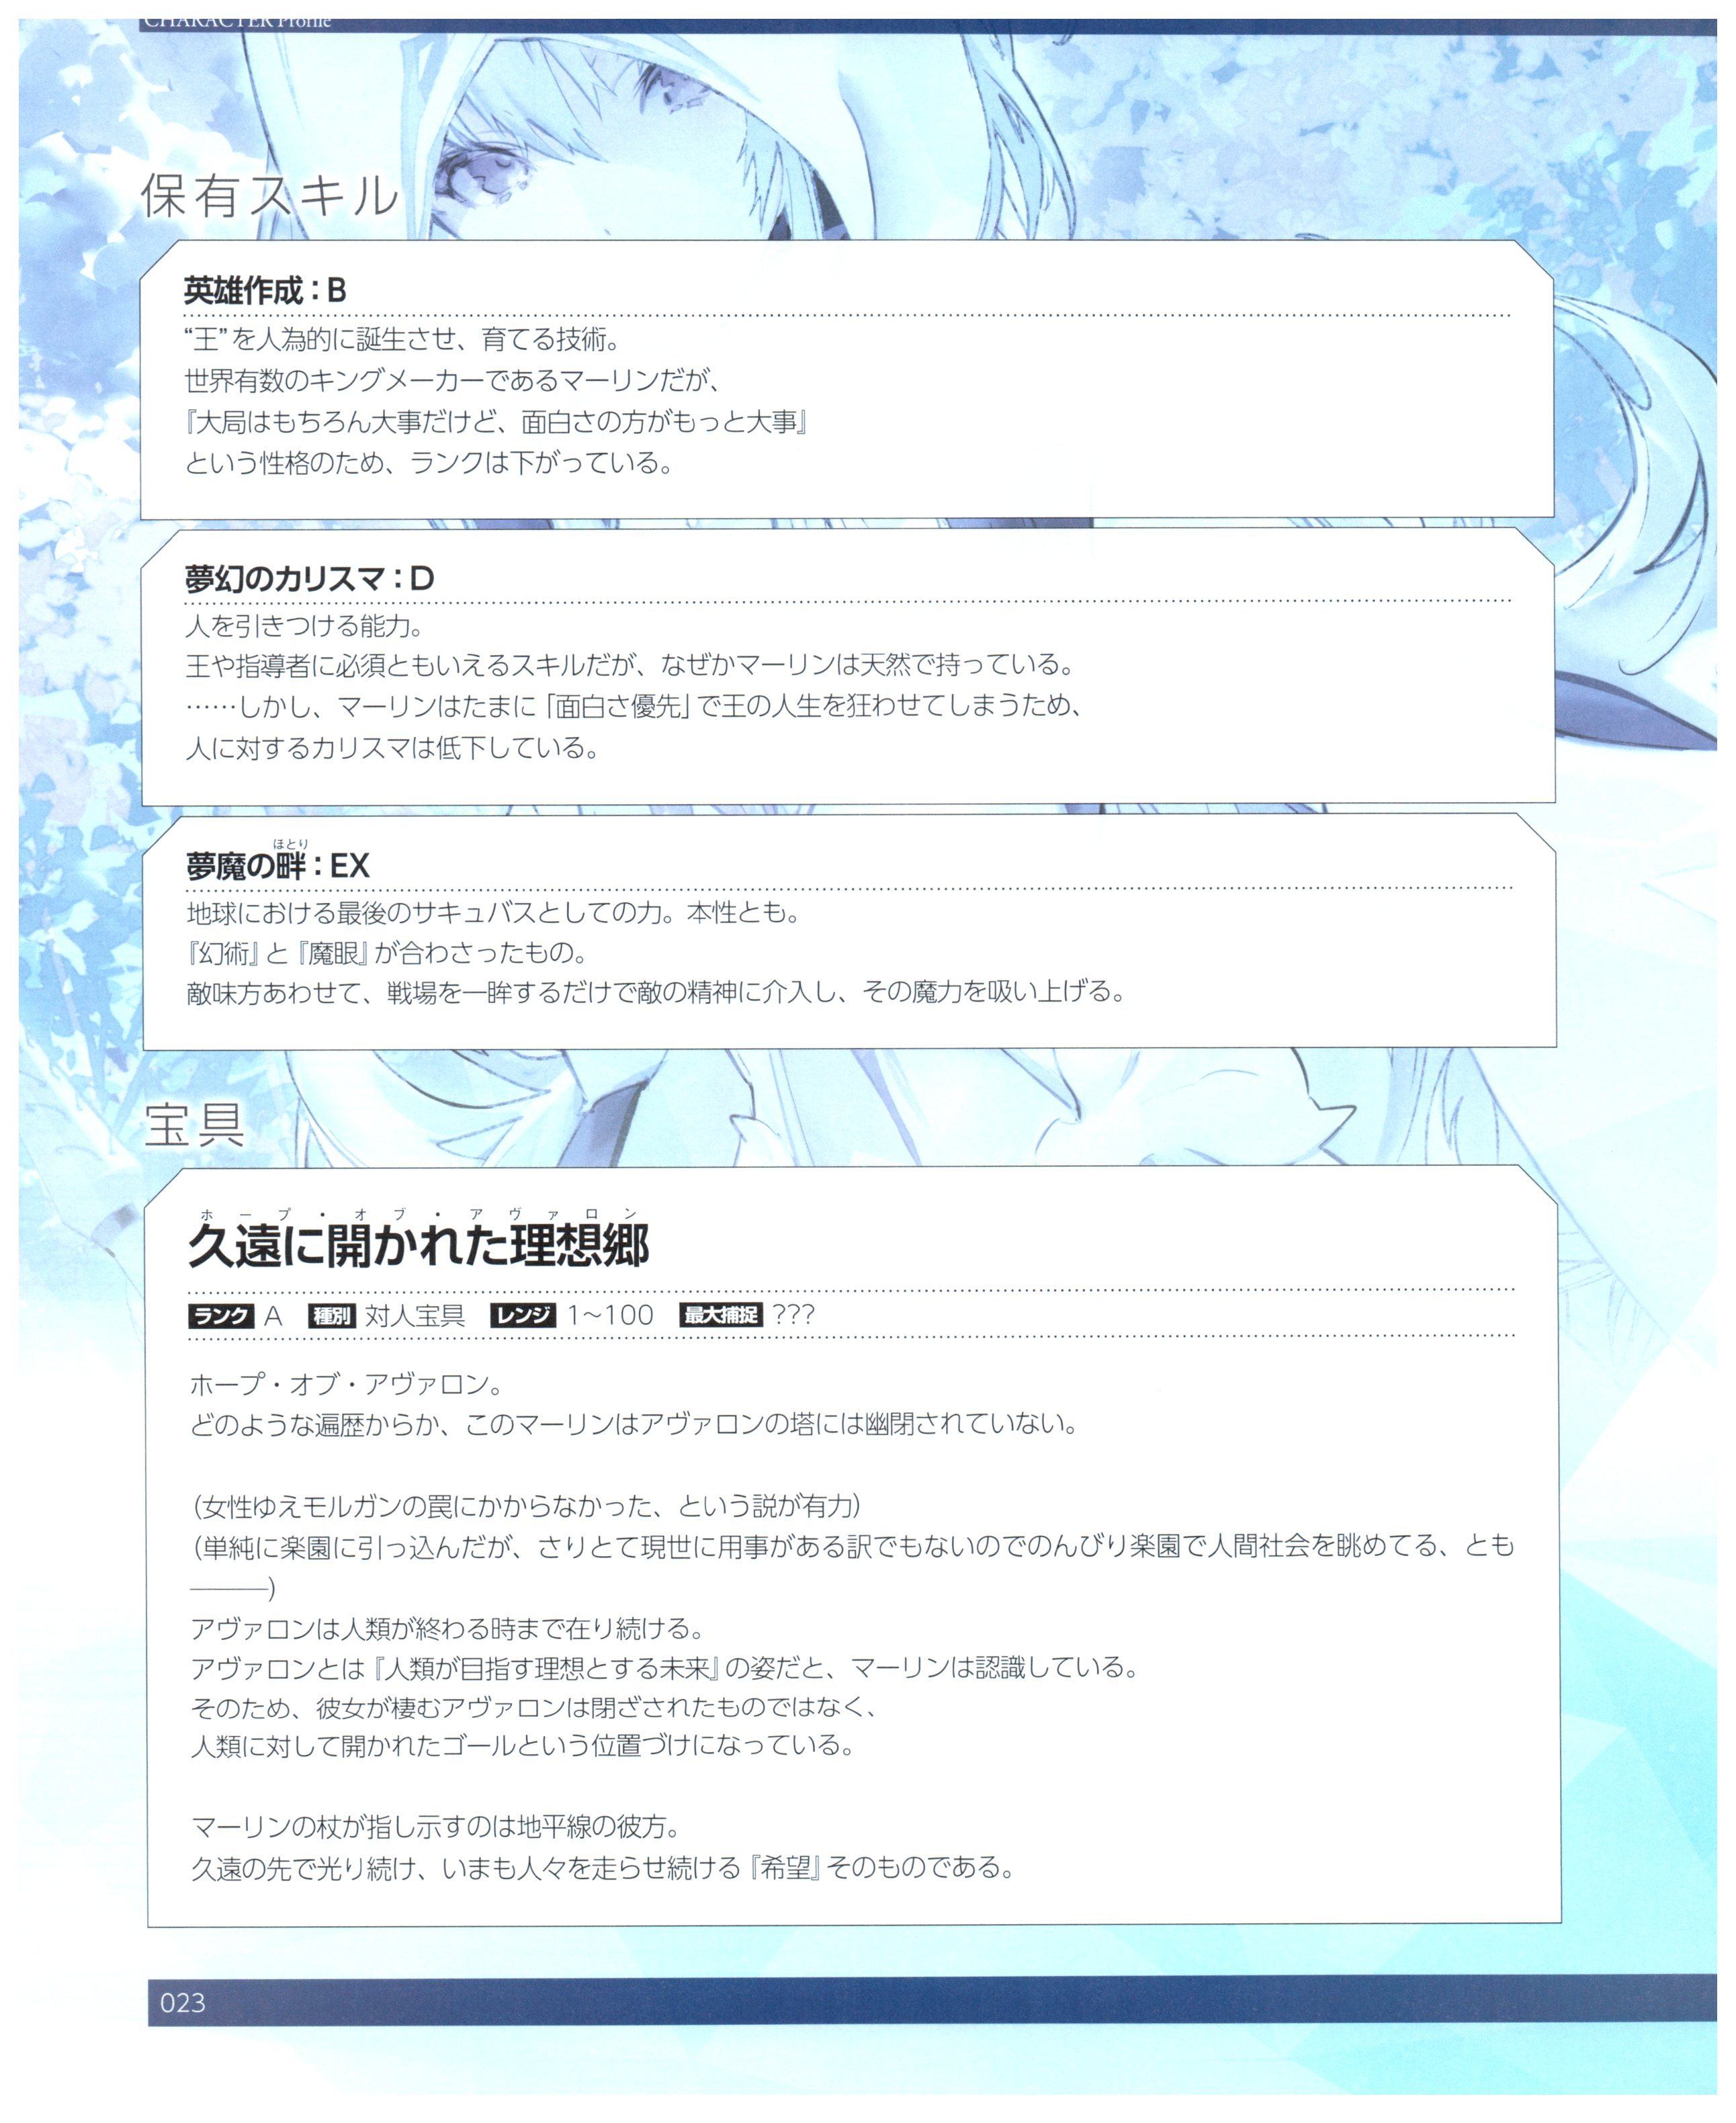 CHARACTER Profile
保有スキル
英雄作成：B
“王”を人為的に誕生させ、育てる技術。
世界有数のキングメーカーであるマーリンだが、
『大局はもちろん大事だけど、面白さの方がもっと大事』
という性格のため、ランクは下がっている。
夢幻のカリスマ：D
人を引きつける能力。
王や指導者に必須ともいえるスキルだが、なぜかマーリンは天然で持っている。
……しかし、マーリンはたまに「面白さ優先」で王の人生を狂わせてしまうため、
人に対するカリスマは低下している。
ほとり
夢魔の畔：EX
地球における最後のサキュバスとしての力。本性とも。
『幻術』と『魔眼』が合わさったもの。
敵味方あわせて、戦場を一眸するだけで敵の精神に介入し、その魔力を吸い上げる。
宝具
ホープ・オブ・アヴァロン
久遠に開かれた理想郷
ランク A 種別 対人宝具 レンジ 1～100 最大捕捉 ???
ホープ・オブ・アヴァロン。
どのような遍歴からか、このマーリンはアヴァロンの塔には幽閉されていない。
（女性ゆえモルガンの罠にかからなかった、という説が有力）
（単純に楽園に引っ込んだが、さりとて現世に用事がある訳でもないのでのんびり楽園で人間社会を眺めてる、とも
―――）
アヴァロンは人類が終わる時まで在り続ける。
アヴァロンとは『人類が目指す理想とする未来』の姿だと、マーリンは認識している。
そのため、彼女が棲むアヴァロンは閉ざされたものではなく、
人類に対して開かれたゴールという位置づけになっている。
マーリンの杖が指し示すのは地平線の彼方。
久遠の先で光り続け、いまも人々を走らせ続ける『希望』そのものである。
023